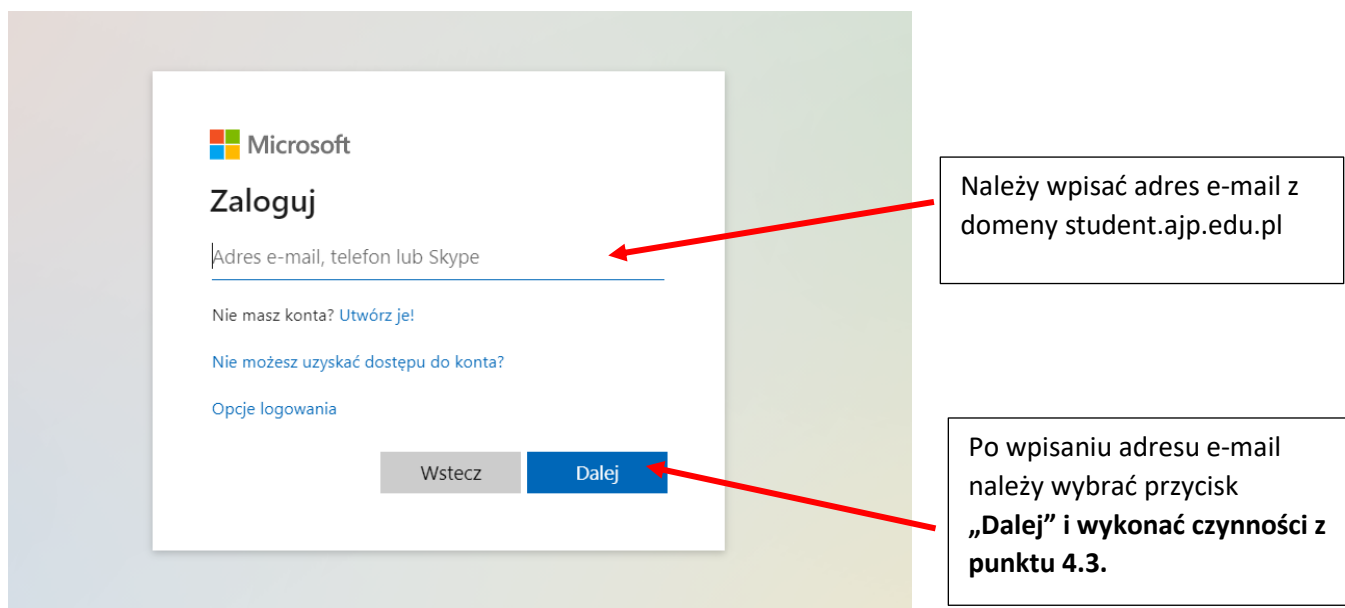 Microsoft
Zaloguj
Adres e-mail, telefon lub Skype
Nie masz konta? Utwórz je!
Nie możesz uzyskać dostępu do konta?
Opcje logowania
Wstecz
Dalej
Należy wpisać adres e-mail z
domeny student.ajp.edu.pl
Po wpisaniu adresu e-mail
należy wybrać przycisk
„Dalej” i wykonać czynności z
punktu 4.3.